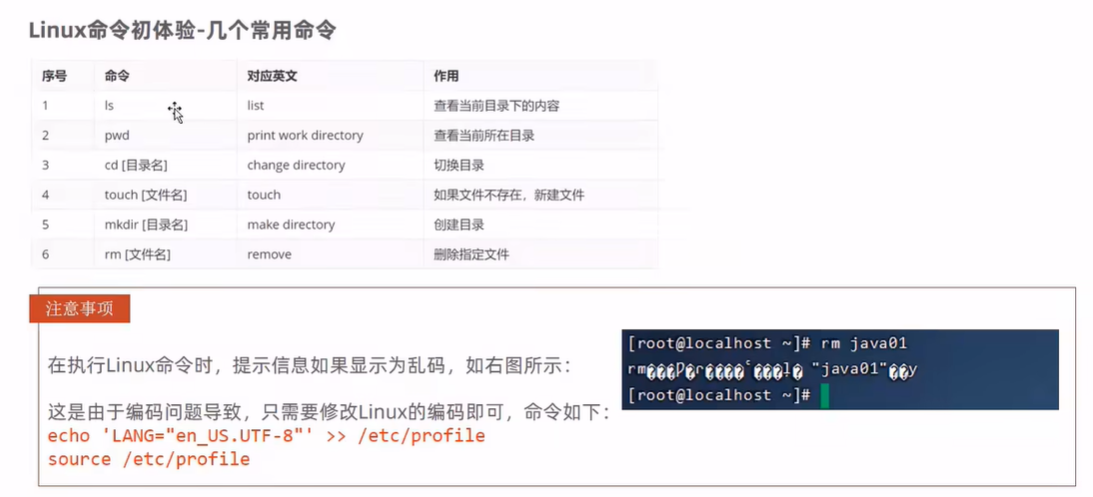 Linux命令初体验-几个常用命令
序号 命令 对应英文 作用
1 ls list 查看当前目录下的内容
2 pwd print work directory 查看当前所在目录
3 cd [目录名] change directory 切换目录
4 touch [文件名] touch 如果文件不存在，新建文件
5 mkdir [目录名] make directory 创建目录
6 rm [文件名] remove 删除指定文件
注意事项
在执行Linux命令时，提示信息如果显示为乱码，如右图所示：
这是由于编码问题导致，只需要修改Linux的编码即可，命令如下：
echo 'LANG="en_US.UTF-8"' >> /etc/profile
source /etc/profile
[root@localhost ~]# rm java01
rm "java01" y
[root@localhost ~]#